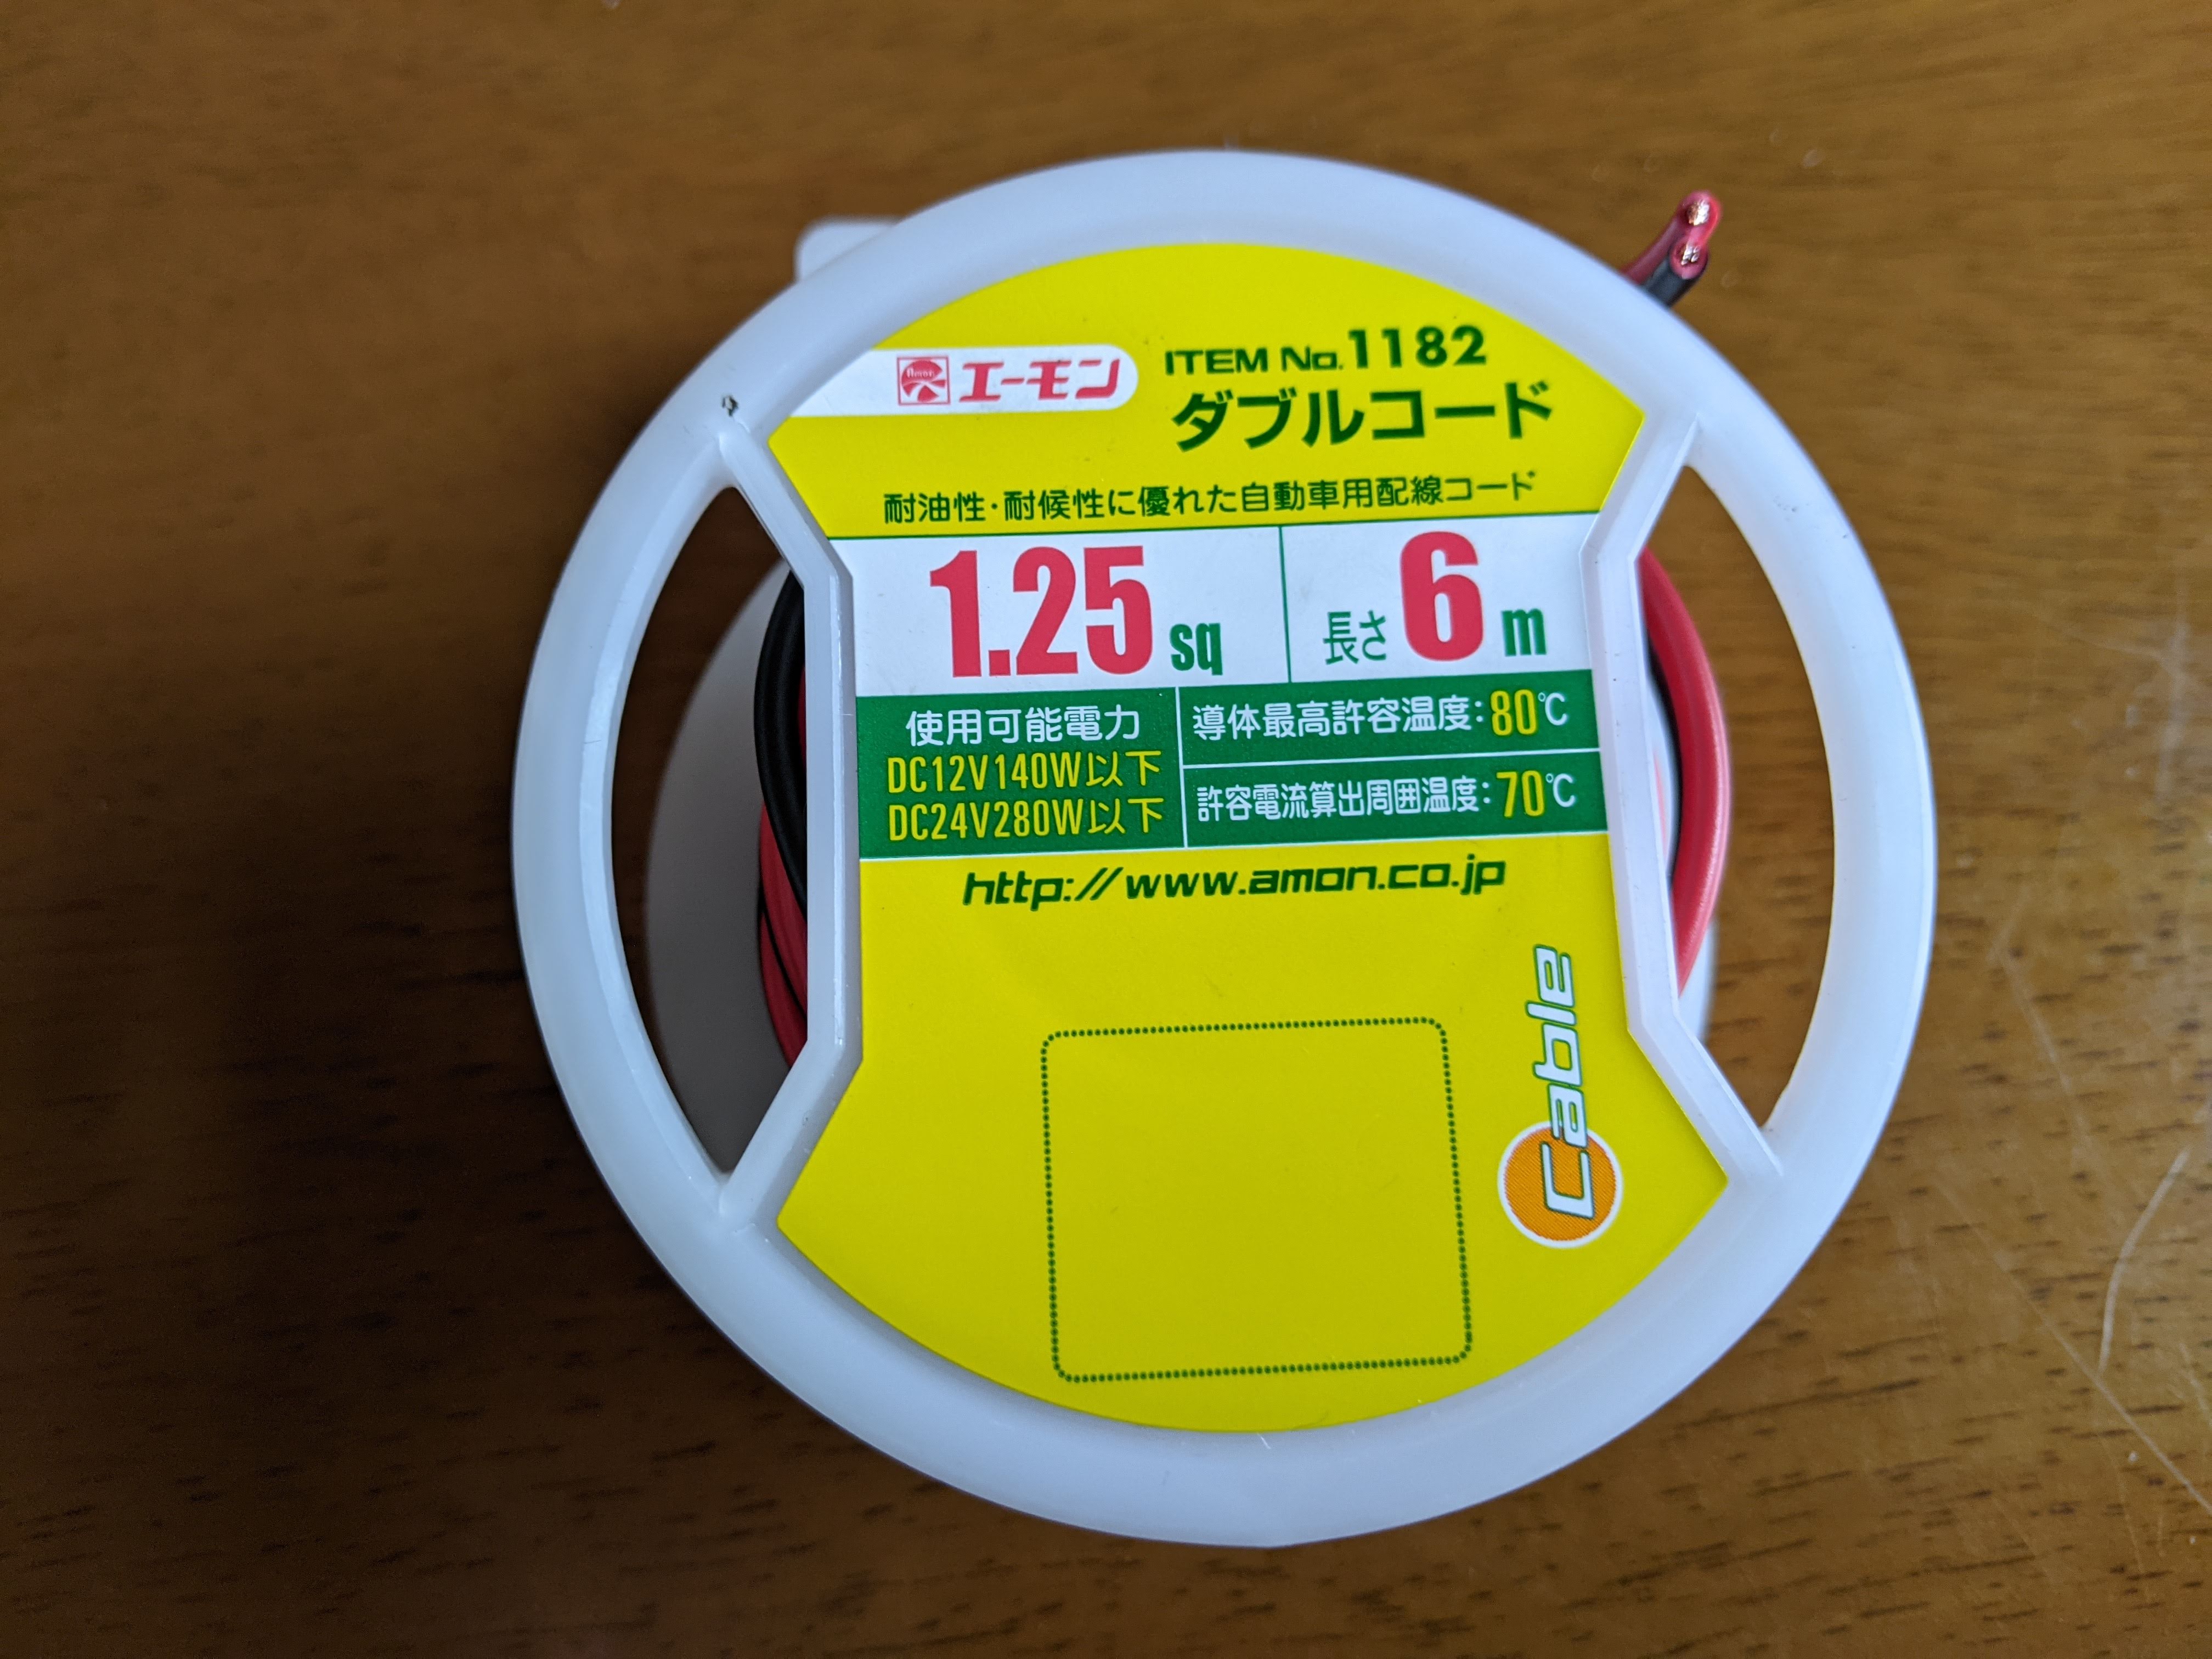 エーモン
ITEM No.1182
ダブルコード
耐油性・耐候性に優れた自動車用配線コード
1.25sq
長さ6m
使用可能電力
DC12V140W以下
DC24V280W以下
導体最高許容温度:80℃
許容電流算出周囲温度:70℃
http://www.amon.co.jp
Cable